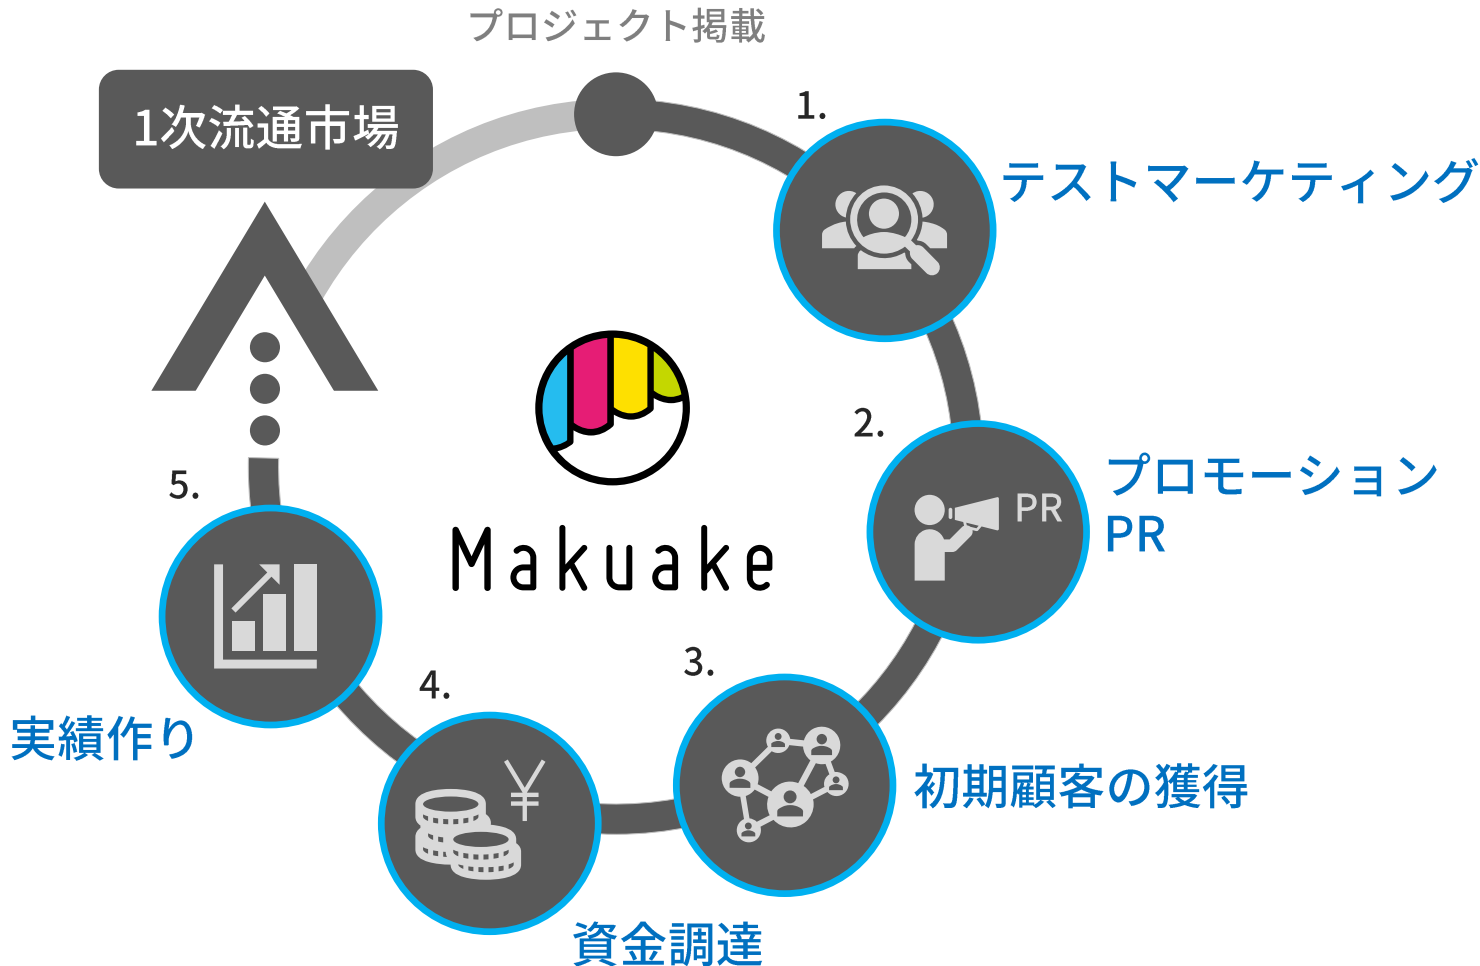 プロジェクト掲載
1次流通市場
1.
テストマーケティング
2.
プロモーション
PR
PR
3.
初期顧客の獲得
4.
¥
資金調達
5.
実績作り
Makuake